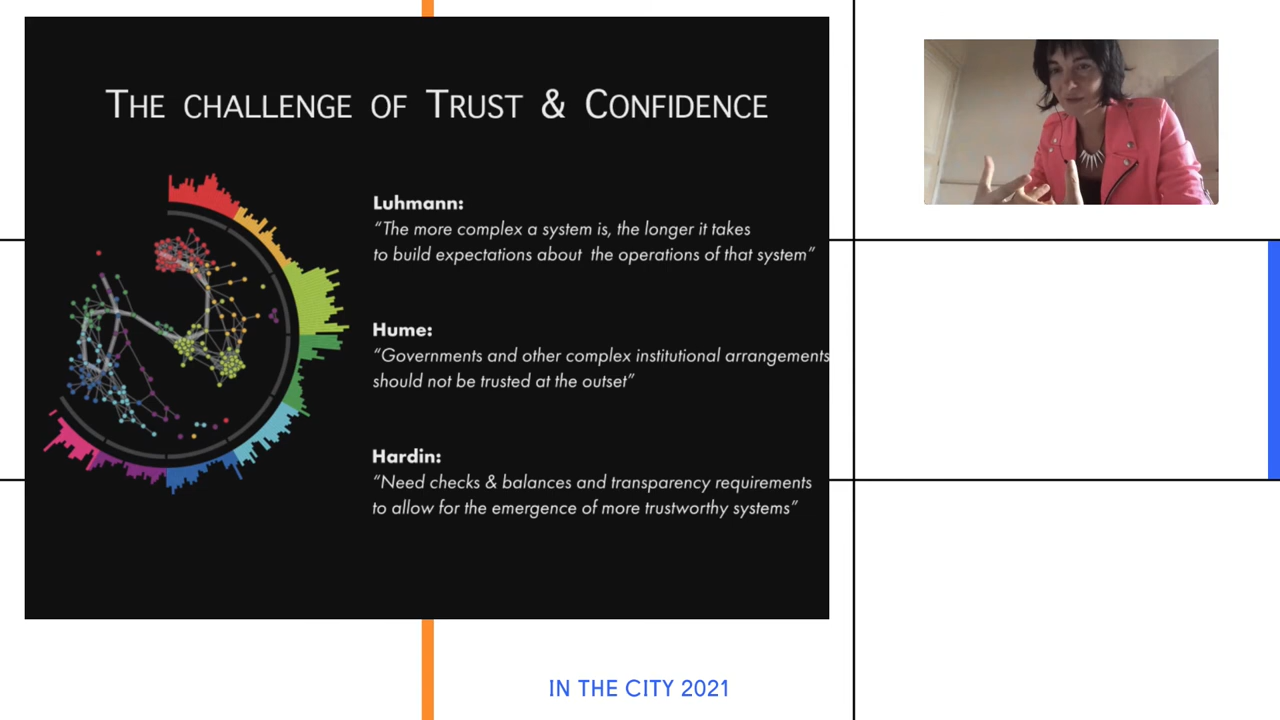 THE CHALLENGE OF TRUST & CONFIDENCE
Luhmann:
“The more complex a system is, the longer it takes
to build expectations about the operations of that system”
Hume:
“Governments and other complex institutional arrangements
should not be trusted at the outset”
Hardin:
“Need checks & balances and transparency requirements
to allow for the emergence of more trustworthy systems”
IN THE CITY 2021